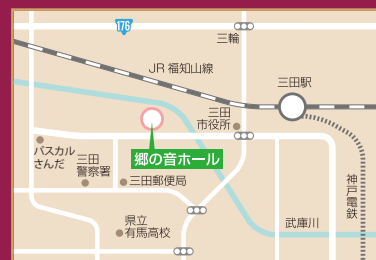 176
三輪
JR 福知山線
三田駅
三田
市役所
パスカル
さんだ
三田
警察署
郷の音ホール
三田郵便局
神戸電鉄
県立
有馬高校
武庫川